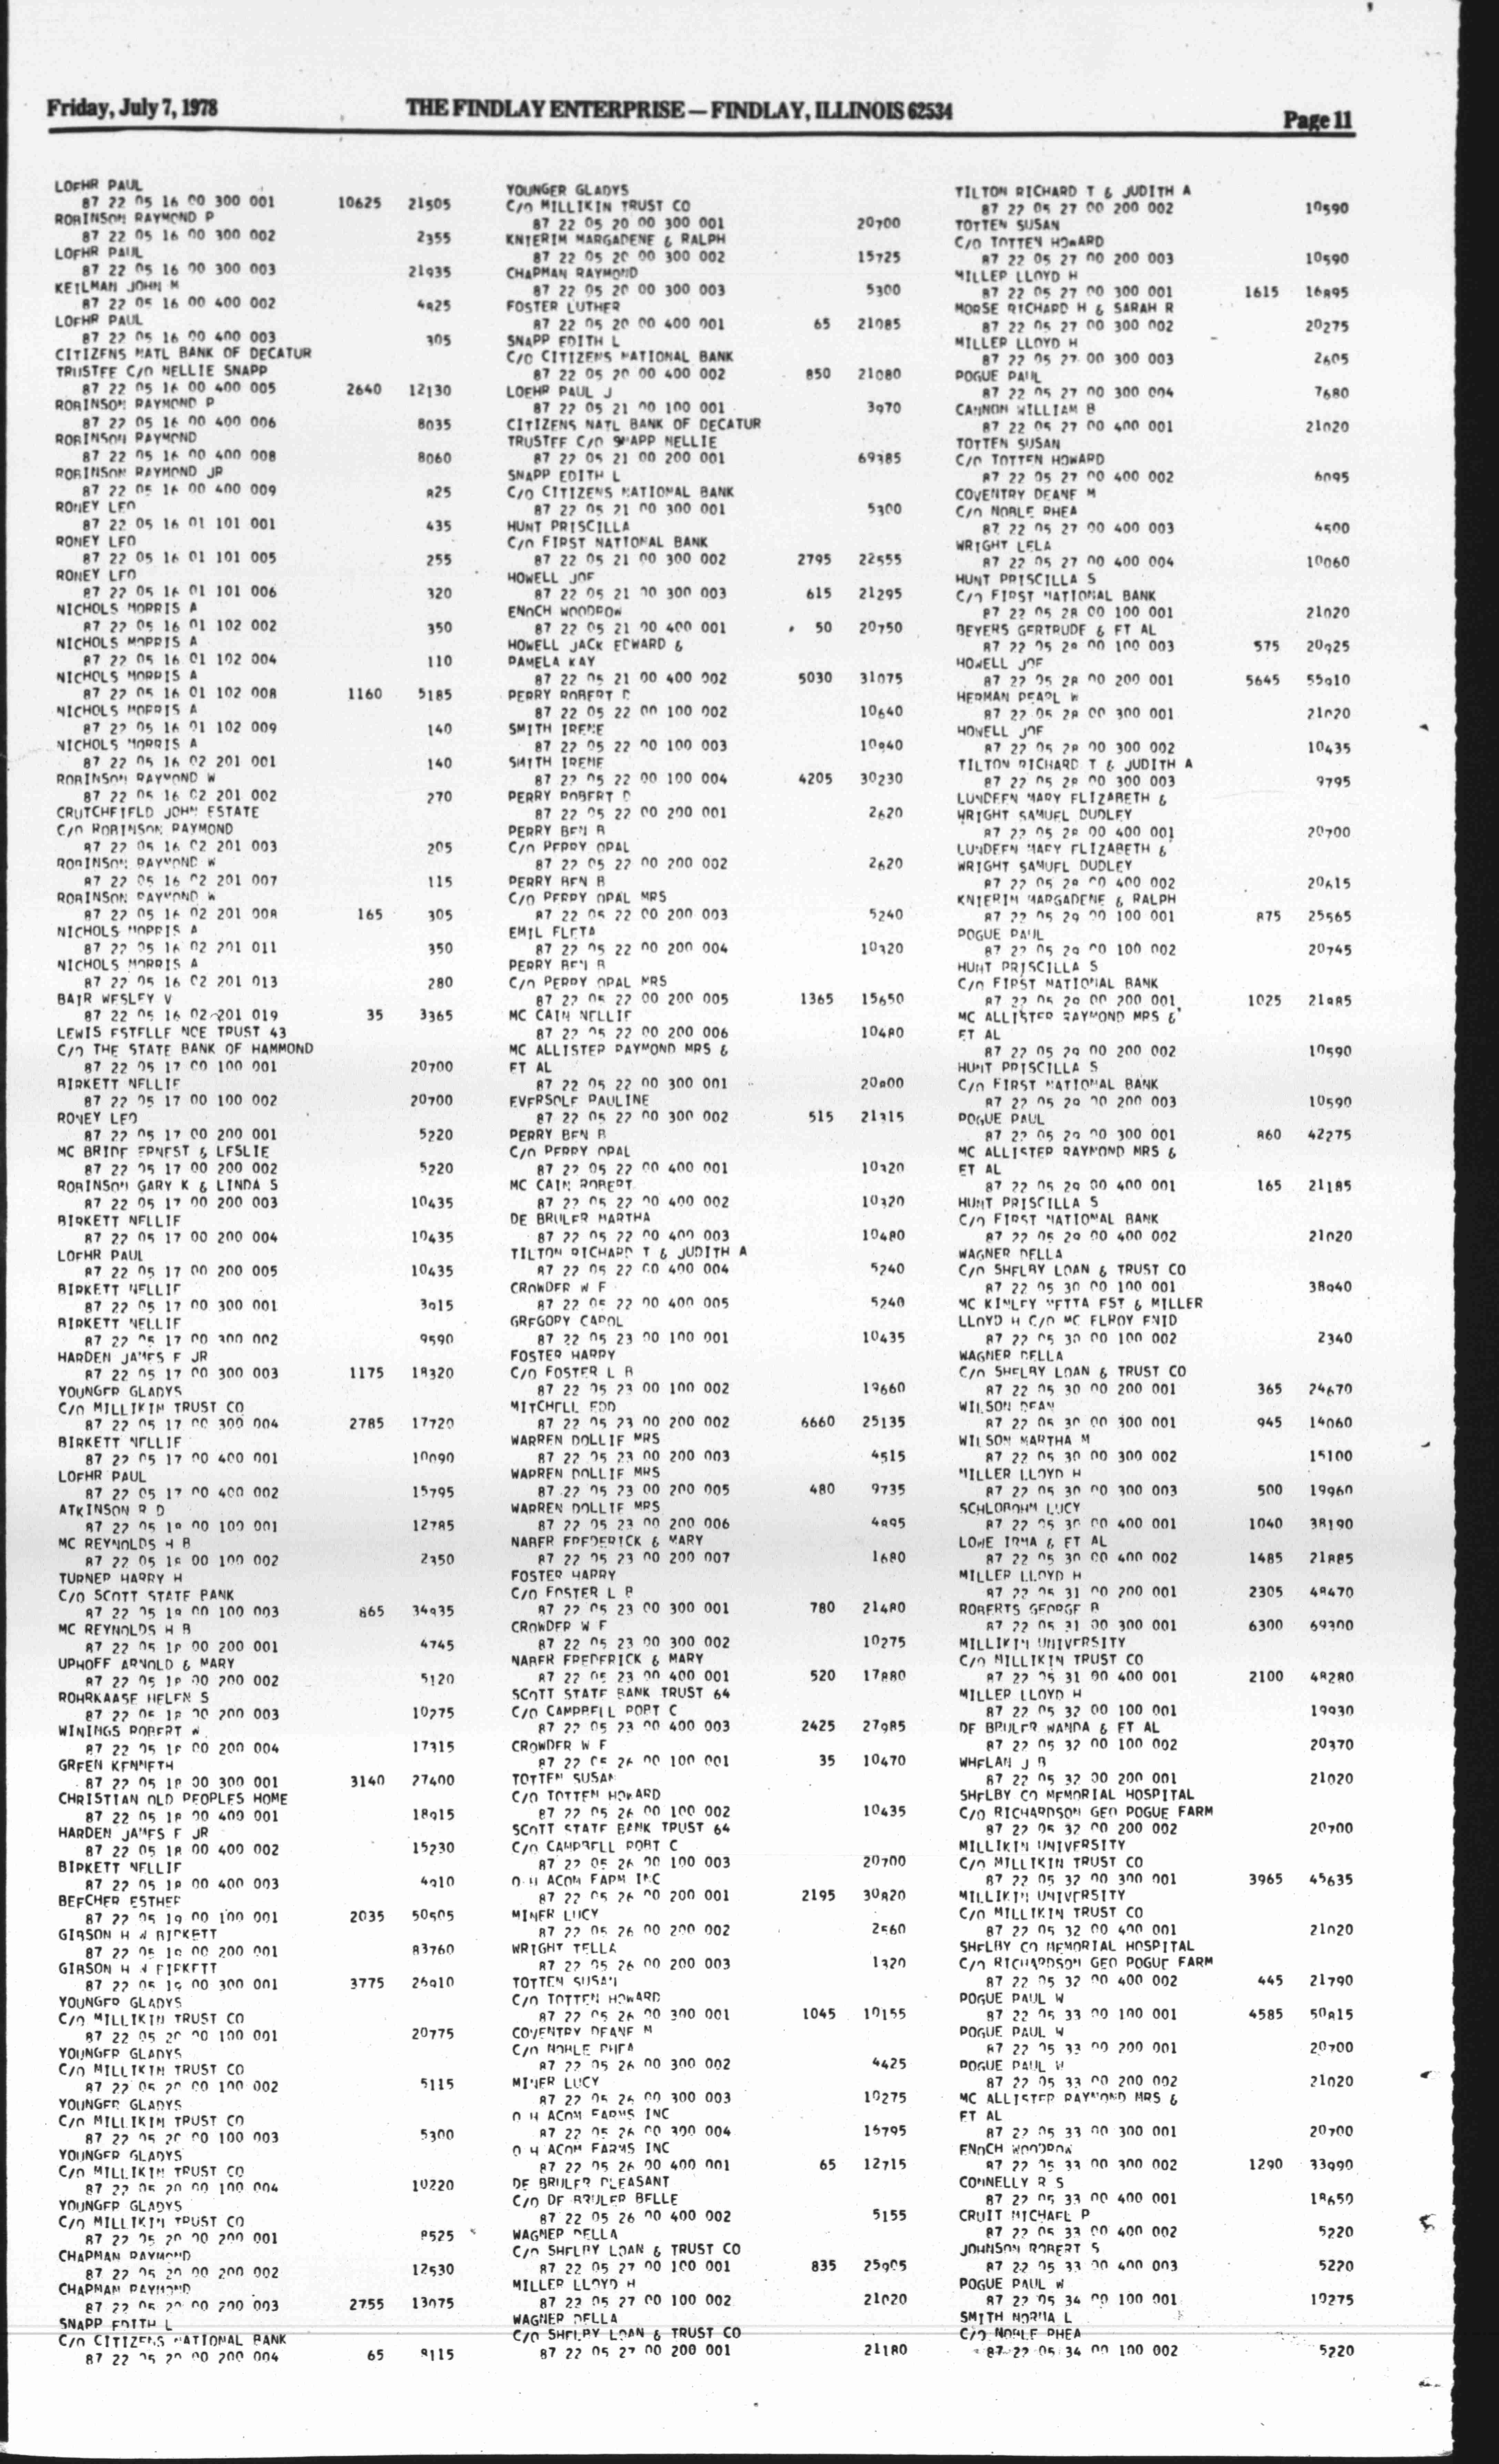 Friday, July 7, 1978
THE FINDLAY ENTERPRISE — FINDLAY, ILLINOIS 62534
Page 11
LOEHR PAUL
87 22 05 16 00 300 001 10625 21505
ROBINSON RAYMOND P
87 22 05 16 00 300 002 2355
LOEHR PAUL
87 22 05 16 00 300 003 21935
KEILMAN JOHN M
87 22 05 16 00 400 002 4825
LOEHR PAUL
87 22 05 16 00 400 003 305
CITIZENS NATL BANK OF DECATUR
TRUSTEE C/O NELLIE SNAPP
87 22 05 16 00 400 005 2640 12130
ROBINSON RAYMOND P
87 22 05 16 00 400 006 8035
ROBINSON RAYMOND
87 22 05 16 00 400 008 8060
ROBINSON RAYMOND JR
87 22 05 16 00 400 009 825
RONEY LEO
87 22 05 16 01 101 001 435
RONEY LEO
87 22 05 16 01 101 005 255
RONEY LEO
87 22 05 16 01 101 006 320
NICHOLS MORRIS A
87 22 05 16 01 102 002 350
NICHOLS MORRIS A
87 22 05 16 01 102 004 110
NICHOLS MORRIS A
87 22 05 16 01 102 008 1160 5185
NICHOLS MORRIS A
87 22 05 16 01 102 009 140
NICHOLS MORRIS A
87 22 05 16 02 201 001 140
ROBINSON RAYMOND W
87 22 05 16 02 201 002 270
CRUTCHFIELD JOHN ESTATE
C/O ROBINSON RAYMOND
87 22 05 16 02 201 003 205
ROBINSON RAYMOND W
87 22 05 16 02 201 007 115
ROBINSON RAYMOND W
87 22 05 16 02 201 008 165 305
NICHOLS MORRIS A
87 22 05 16 02 201 011 350
NICHOLS MORRIS A
87 22 05 16 02 201 013 280
BAIR WESLEY V
87 22 05 16 02 201 019 35 3365
LEWIS ESTELLE NOE TRUST 43
C/O THE STATE BANK OF HAMMOND
87 22 05 17 00 100 001 20700
BIRKETT NELLIE
87 22 05 17 00 100 002 20700
RONEY LEO
87 22 05 17 00 200 001 5220
MC BRIDE ERNEST & LESLIE
87 22 05 17 00 200 002 5220
ROBINSON GARY K & LINDA S
87 22 05 17 00 200 003 10435
BIRKETT NELLIE
87 22 05 17 00 200 004 10435
LOEHR PAUL
87 22 05 17 00 200 005 10435
BIRKETT NELLIE
87 22 05 17 00 300 001 3915
BIRKETT NELLIE
87 22 05 17 00 300 002 9590
HARDEN JAMES F JR
87 22 05 17 00 300 003 1175 18320
YOUNGER GLADYS
C/O MILLIKIN TRUST CO
87 22 05 17 00 300 004 2785 17720
BIRKETT NELLIE
87 22 05 17 00 400 001 10090
LOEHR PAUL
87 22 05 17 00 400 002 15795
ATKINSON R D
87 22 05 18 00 100 001 12785
MC REYNOLDS H B
87 22 05 18 00 100 002 2350
TURNER HARRY H
C/O SCOTT STATE BANK
87 22 05 18 00 100 003 865 34935
MC REYNOLDS H B
87 22 05 18 00 200 001 4745
UPHOFF ARNOLD & MARY
87 22 05 18 00 200 002 5120
ROHRKAASE HELEN S
87 22 05 18 00 200 003 10275
WININGS ROBERT W
87 22 05 18 00 200 004 17315
GREEN KENNETH
87 22 05 18 00 300 001 3140 27400
CHRISTIAN OLD PEOPLES HOME
87 22 05 18 00 400 001 18915
HARDEN JAMES F JR
87 22 05 18 00 400 002 15230
BIRKETT NELLIE
87 22 05 18 00 400 003 4910
BEECHER ESTHER
87 22 05 19 00 100 001 2035 50505
GIBSON H W BIRKETT
87 22 05 19 00 200 001 83760
GIBSON H W BIRKETT
87 22 05 19 00 300 001 3775 26910
YOUNGER GLADYS
C/O MILLIKIN TRUST CO
87 22 05 20 00 100 001 20775
YOUNGER GLADYS
C/O MILLIKIN TRUST CO
87 22 05 20 00 100 002 5115
YOUNGER GLADYS
C/O MILLIKIN TRUST CO
87 22 05 20 00 100 003 5300
YOUNGER GLADYS
C/O MILLIKIN TRUST CO
87 22 05 20 00 100 004 10220
YOUNGER GLADYS
C/O MILLIKIN TRUST CO
87 22 05 20 00 200 001 8525
CHAPMAN RAYMOND
87 22 05 20 00 200 002 12530
CHAPMAN RAYMOND
87 22 05 20 00 200 003 2755 13075
SNAPP EDITH L
C/O CITIZENS NATIONAL BANK
87 22 05 20 00 200 004 65 9115
YOUNGER GLADYS
C/O MILLIKIN TRUST CO
87 22 05 20 00 300 001 20700
KNIERIM MARGADENE & RALPH
87 22 05 20 00 300 002 15725
CHAPMAN RAYMOND
87 22 05 20 00 300 003 5300
FOSTER LUTHER
87 22 05 20 00 400 001 65 21085
SNAPP EDITH L
C/O CITIZENS NATIONAL BANK
87 22 05 20 00 400 002 850 21080
LOEHR PAUL J
87 22 05 21 00 100 001 3970
CITIZENS NATL BANK OF DECATUR
TRUSTEE C/O SNAPP NELLIE
87 22 05 21 00 200 001 69385
SNAPP EDITH L
C/O CITIZENS NATIONAL BANK
87 22 05 21 00 300 001 5300
HUNT PRISCILLA
C/O FIRST NATIONAL BANK
87 22 05 21 00 300 002 2795 22555
HOWELL JOE
87 22 05 21 00 300 003 615 21295
ENOCH WOODROW
87 22 05 21 00 400 001 50 20750
HOWELL JACK EDWARD &
PAMELA KAY
87 22 05 21 00 400 002 5030 31075
PERRY ROBERT D
87 22 05 22 00 100 002 10640
SMITH IRENE
87 22 05 22 00 100 003 10940
SMITH IRENE
87 22 05 22 00 100 004 4205 30230
PERRY ROBERT D
87 22 05 22 00 200 001 2620
PERRY BEN B
C/O PERRY OPAL
87 22 05 22 00 200 002 2620
PERRY BEN B
C/O PERRY OPAL MRS
87 22 05 22 00 200 003 5240
EMIL FLETA
87 22 05 22 00 200 004 10320
PERRY BEN B
C/O PERRY OPAL MRS
87 22 05 22 00 200 005 1365 15650
MC CAIN NELLIE
87 22 05 22 00 200 006 10480
MC ALLISTER RAYMOND MRS &
ET AL
87 22 05 22 00 300 001 20800
EVERSOLE PAULINE
87 22 05 22 00 300 002 515 21315
PERRY BEN B
C/O PERRY OPAL
87 22 05 22 00 400 001 10320
MC CAIN ROBERT
87 22 05 22 00 400 002 10320
DE BRULER MARTHA
87 22 05 22 00 400 003 10480
TILTON RICHARD T & JUDITH A
87 22 05 22 00 400 004 5240
CROWDER W F
87 22 05 22 00 400 005 5240
GREGORY CAROL
87 22 05 23 00 100 001 10435
FOSTER HARRY
C/O FOSTER L B
87 22 05 23 00 100 002 19660
MITCHELL EDD
87 22 05 23 00 200 002 6660 25135
WARREN DOLLIE MRS
87 22 05 23 00 200 003 4515
WARREN DOLLIE MRS
87 22 05 23 00 200 005 480 9735
WARREN DOLLIE MRS
87 22 05 23 00 200 006 4895
NABER FREDERICK & MARY
87 22 05 23 00 200 007 1680
FOSTER HARRY
C/O FOSTER L B
87 22 05 23 00 300 001 780 21480
CROWDER W F
87 22 05 23 00 300 002 10275
NABER FREDERICK & MARY
87 22 05 23 00 400 001 520 17880
SCOTT STATE BANK TRUST 64
C/O CAMPBELL ROBT C
87 22 05 23 00 400 003 2425 27985
CROWDER W F
87 22 05 26 00 100 001 35 10470
TOTTEN SUSAN
C/O TOTTEN HOWARD
87 22 05 26 00 100 002 10435
SCOTT STATE BANK TRUST 64
C/O CAMPBELL ROBT C
87 22 05 26 00 100 003 20700
O H ACOM FARM INC
87 22 05 26 00 200 001 2195 30820
MINER LUCY
87 22 05 26 00 200 002 2560
WRIGHT TELLA
87 22 05 26 00 200 003 1320
TOTTEN SUSAN
C/O TOTTEN HOWARD
87 22 05 26 00 300 001 1045 10155
COVENTRY DEANE M
C/O NOBLE RHEA
87 22 05 26 00 300 002 4425
MINER LUCY
87 22 05 26 00 300 003 10275
O H ACOM FARMS INC
87 22 05 26 00 300 004 15795
O H ACOM FARMS INC
87 22 05 26 00 400 001 65 12715
DE BRULER PLEASANT
C/O DE BRULER BELLE
87 22 05 26 00 400 002 5155
WAGNER DELLA
C/O SHELBY LOAN & TRUST CO
87 22 05 27 00 100 001 835 25905
MILLER LLOYD H
87 22 05 27 00 100 002 21020
WAGNER DELLA
C/O SHELBY LOAN & TRUST CO
87 22 05 27 00 200 001 21180
TILTON RICHARD T & JUDITH A
87 22 05 27 00 200 002 10590
TOTTEN SUSAN
C/O TOTTEN HOWARD
87 22 05 27 00 200 003 10590
MILLER LLOYD H
87 22 05 27 00 300 001 1615 16895
MORSE RICHARD H & SARAH R
87 22 05 27 00 300 002 20275
MILLER LLOYD H
87 22 05 27 00 300 003 2605
POGUE PAUL
87 22 05 27 00 300 004 7680
CANNON WILLIAM B
87 22 05 27 00 400 001 21020
TOTTEN SUSAN
C/O TOTTEN HOWARD
87 22 05 27 00 400 002 6095
COVENTRY DEANE M
C/O NOBLE RHEA
87 22 05 27 00 400 003 4500
WRIGHT LELA
87 22 05 27 00 400 004 10060
HUNT PRISCILLA S
C/O FIRST NATIONAL BANK
87 22 05 28 00 100 001 21020
BEYERS GERTRUDE & ET AL
87 22 05 28 00 100 003 575 20925
HOWELL JOE
87 22 05 28 00 200 001 5645 55910
HERMAN PEARL W
87 22 05 28 00 300 001 21020
HOWELL JOE
87 22 05 28 00 300 002 10435
TILTON RICHARD T & JUDITH A
87 22 05 28 00 300 003 9795
LUNDEEN MARY ELIZABETH &
WRIGHT SAMUEL DUDLEY
87 22 05 28 00 400 001 20700
LUNDEEN MARY ELIZABETH &
WRIGHT SAMUEL DUDLEY
87 22 05 28 00 400 002 20615
KNIERIM MARGADENE & RALPH
87 22 05 29 00 100 001 875 25565
POGUE PAUL
87 22 05 29 00 100 002 20745
HUNT PRISCILLA S
C/O FIRST NATIONAL BANK
87 22 05 29 00 200 001 1025 21985
MC ALLISTER RAYMOND MRS &
ET AL
87 22 05 29 00 200 002 10590
HUNT PRISCILLA S
C/O FIRST NATIONAL BANK
87 22 05 29 00 200 003 10590
POGUE PAUL
87 22 05 29 00 300 001 860 42275
MC ALLISTER RAYMOND MRS &
ET AL
87 22 05 29 00 400 001 165 21185
HUNT PRISCILLA S
C/O FIRST NATIONAL BANK
87 22 05 29 00 400 002 21020
WAGNER DELLA
C/O SHELBY LOAN & TRUST CO
87 22 05 30 00 100 001 38940
MC KINLEY METTA EST & MILLER
LLOYD H C/O MC ELROY ENID
87 22 05 30 00 100 002 2340
WAGNER DELLA
C/O SHELBY LOAN & TRUST CO
87 22 05 30 00 200 001 365 24670
WILSON DEAN
87 22 05 30 00 300 001 945 14060
WILSON MARTHA M
87 22 05 30 00 300 002 15100
MILLER LLOYD H
87 22 05 30 00 300 003 500 19960
SCHLOBOHM LUCY
87 22 05 30 00 400 001 1040 38190
LOWE IRMA & ET AL
87 22 05 30 00 400 002 1485 21885
MILLER LLOYD H
87 22 05 31 00 200 001 2305 48470
ROBERTS GEORGE B
87 22 05 31 00 300 001 6300 69300
MILLIKIN UNIVERSITY
C/O MILLIKIN TRUST CO
87 22 05 31 00 400 001 2100 48280
MILLER LLOYD H
87 22 05 32 00 100 001 19930
DE BRULER WANDA & ET AL
87 22 05 32 00 100 002 20370
WHELAN J B
87 22 05 32 00 200 001 21020
SHELBY CO MEMORIAL HOSPITAL
C/O RICHARDSON GEO POGUE FARM
87 22 05 32 00 200 002 20700
MILLIKIN UNIVERSITY
C/O MILLIKIN TRUST CO
87 22 05 32 00 300 001 3965 45635
MILLIKIN UNIVERSITY
C/O MILLIKIN TRUST CO
87 22 05 32 00 400 001 21020
SHELBY CO MEMORIAL HOSPITAL
C/O RICHARDSON GEO POGUE FARM
87 22 05 32 00 400 002 445 21790
POGUE PAUL W
87 22 05 33 00 100 001 4585 50815
POGUE PAUL W
87 22 05 33 00 200 001 20700
POGUE PAUL W
87 22 05 33 00 200 002 21020
MC ALLISTER RAYMOND MRS &
ET AL
87 22 05 33 00 300 001 20700
ENOCH WOODROW
87 22 05 33 00 300 002 1290 33990
CONNELLY R S
87 22 05 33 00 400 001 18650
CRUIT MICHAEL P
87 22 05 33 00 400 002 5220
JOHNSON ROBERT S
87 22 05 33 00 400 003 5220
POGUE PAUL W
87 22 05 34 00 100 001 10275
SMITH NORMA L
C/O NOBLE RHEA
87 22 05 34 00 100 002 5220